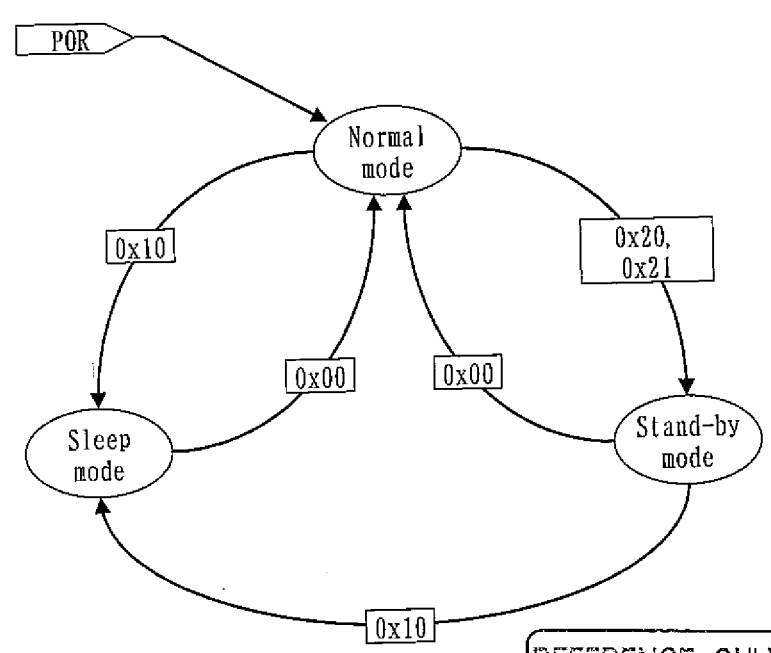 POR
Normal
mode
0x10
0x20,
0x21
0x00
0x00
Sleep
mode
Stand-by
mode
0x10